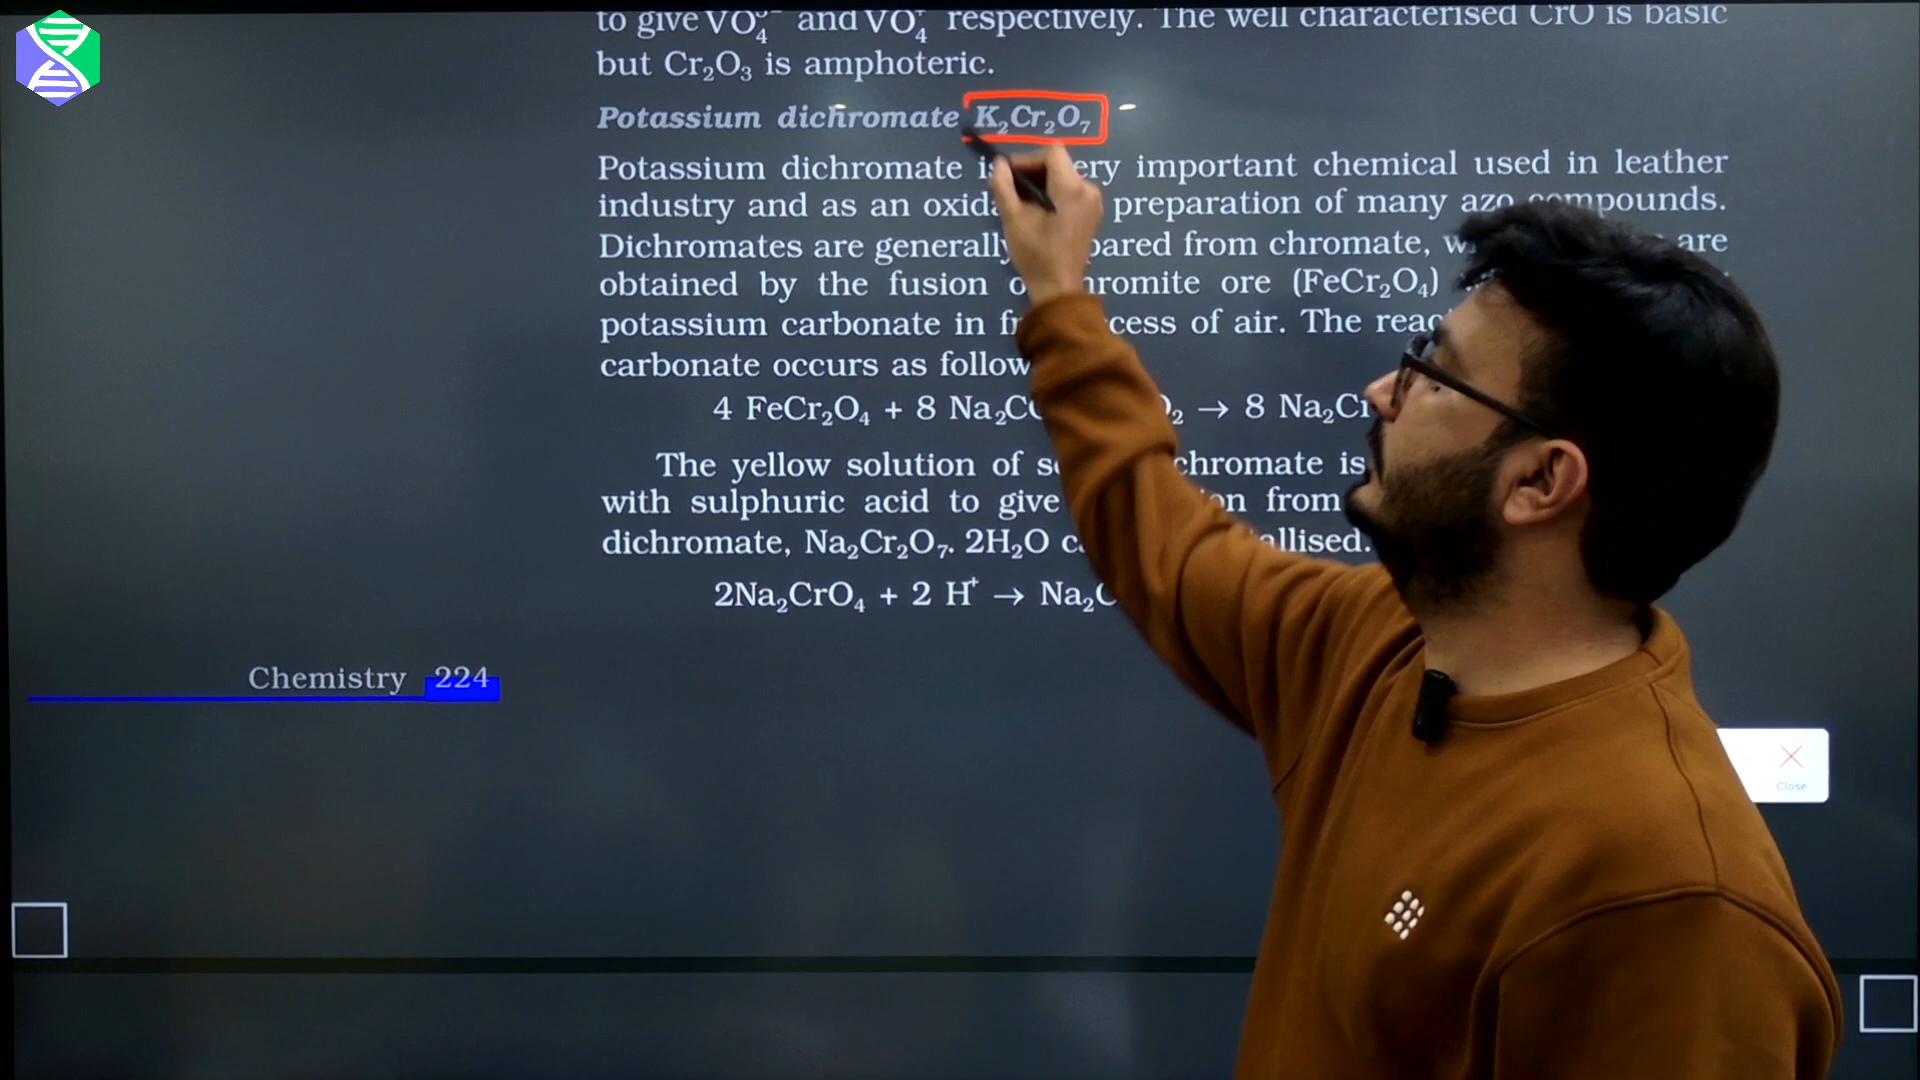 to give VO₄³⁻ and VO₄⁺ respectively. The well characterised CrO is basic
but Cr₂O₃ is amphoteric.
Potassium dichromate K₂Cr₂O₇
Potassium dichromate is ery important chemical used in leather
industry and as an oxida preparation of many azo compounds.
Dichromates are generally pared from chromate, w are
obtained by the fusion o hromite ore (FeCr₂O₄)
potassium carbonate in fr cess of air. The reac
carbonate occurs as follow
4 FeCr₂O₄ + 8 Na₂C ₂ → 8 Na₂Cr
The yellow solution of so chromate is
with sulphuric acid to give on from
dichromate, Na₂Cr₂O₇. 2H₂O c allised.
2Na₂CrO₄ + 2 H⁺ → Na₂C
Chemistry 224
Close